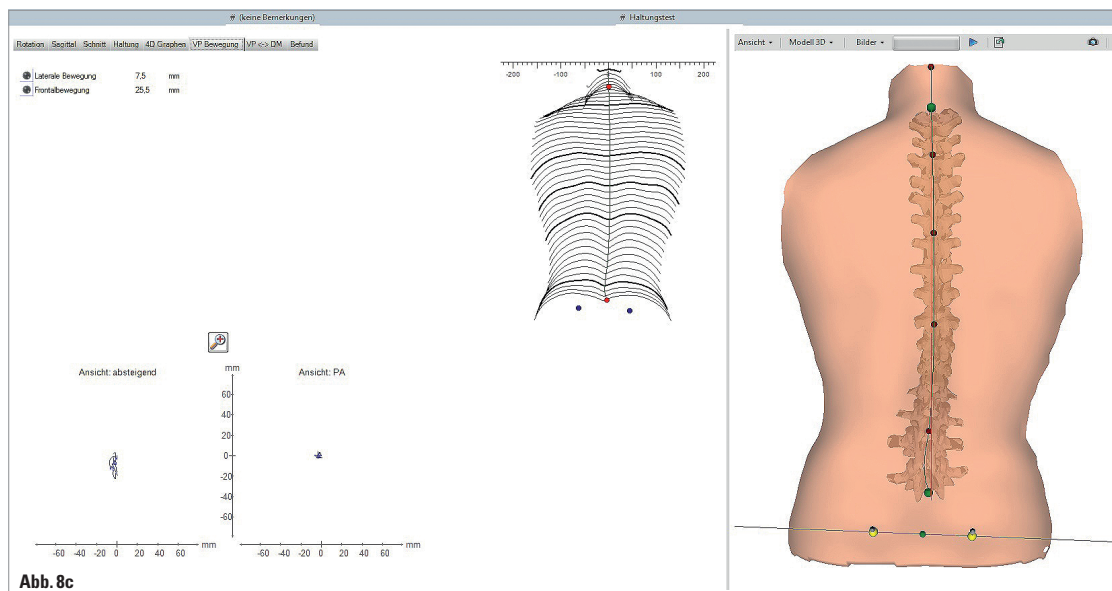 # (keine Bemerkungen) # Haltungstest
Rotation Sagittal Schnitt Haltung 4D Graphen VP Bewegung VP <-> DM Befund
Laterale Bewegung 7,5 mm
Frontalbewegung 25,5 mm
-200 -100 0 100 200
Ansicht: absteigend
mm
60
40
20
0
-20
-40
-60
-60 -40 -20 0 20 40 60 mm
Ansicht: PA
-60 -40 -20 0 20 40 60 mm
Ansicht Modell 3D Bilder
Abb. 8c